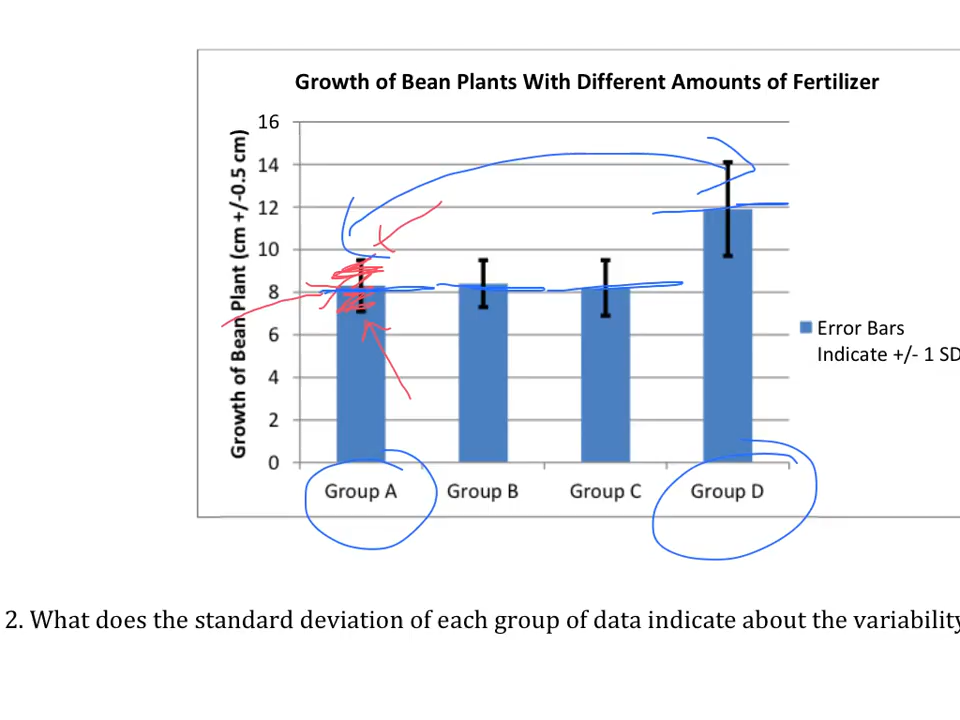 Growth of Bean Plants With Different Amounts of Fertilizer
Growth of Bean Plant (cm +/-0.5 cm)
16
14
12
10
8
6
4
2
0
Group A Group B Group C Group D
Error Bars
Indicate +/- 1 SD
2. What does the standard deviation of each group of data indicate about the variability